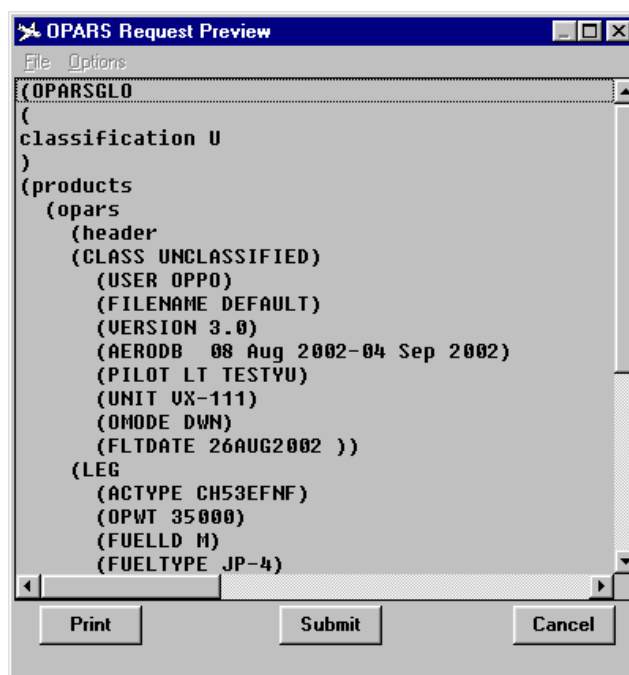 OPARS Request Preview
File Options
(OPARSGLO
(
classification U
)
(products
(opars
(header
(CLASS UNCLASSIFIED)
(USER OPPO)
(FILENAME DEFAULT)
(VERSION 3.0)
(AERODB  08 Aug 2002-04 Sep 2002)
(PILOT LT TESTYU)
(UNIT VX-111)
(OMODE DWN)
(FLTDATE 26AUG2002 ))
(LEG
(ACTYPE CH53EFNF)
(OPWT 35000)
(FUELLD M)
(FUELTYPE JP-4)
Print Submit Cancel